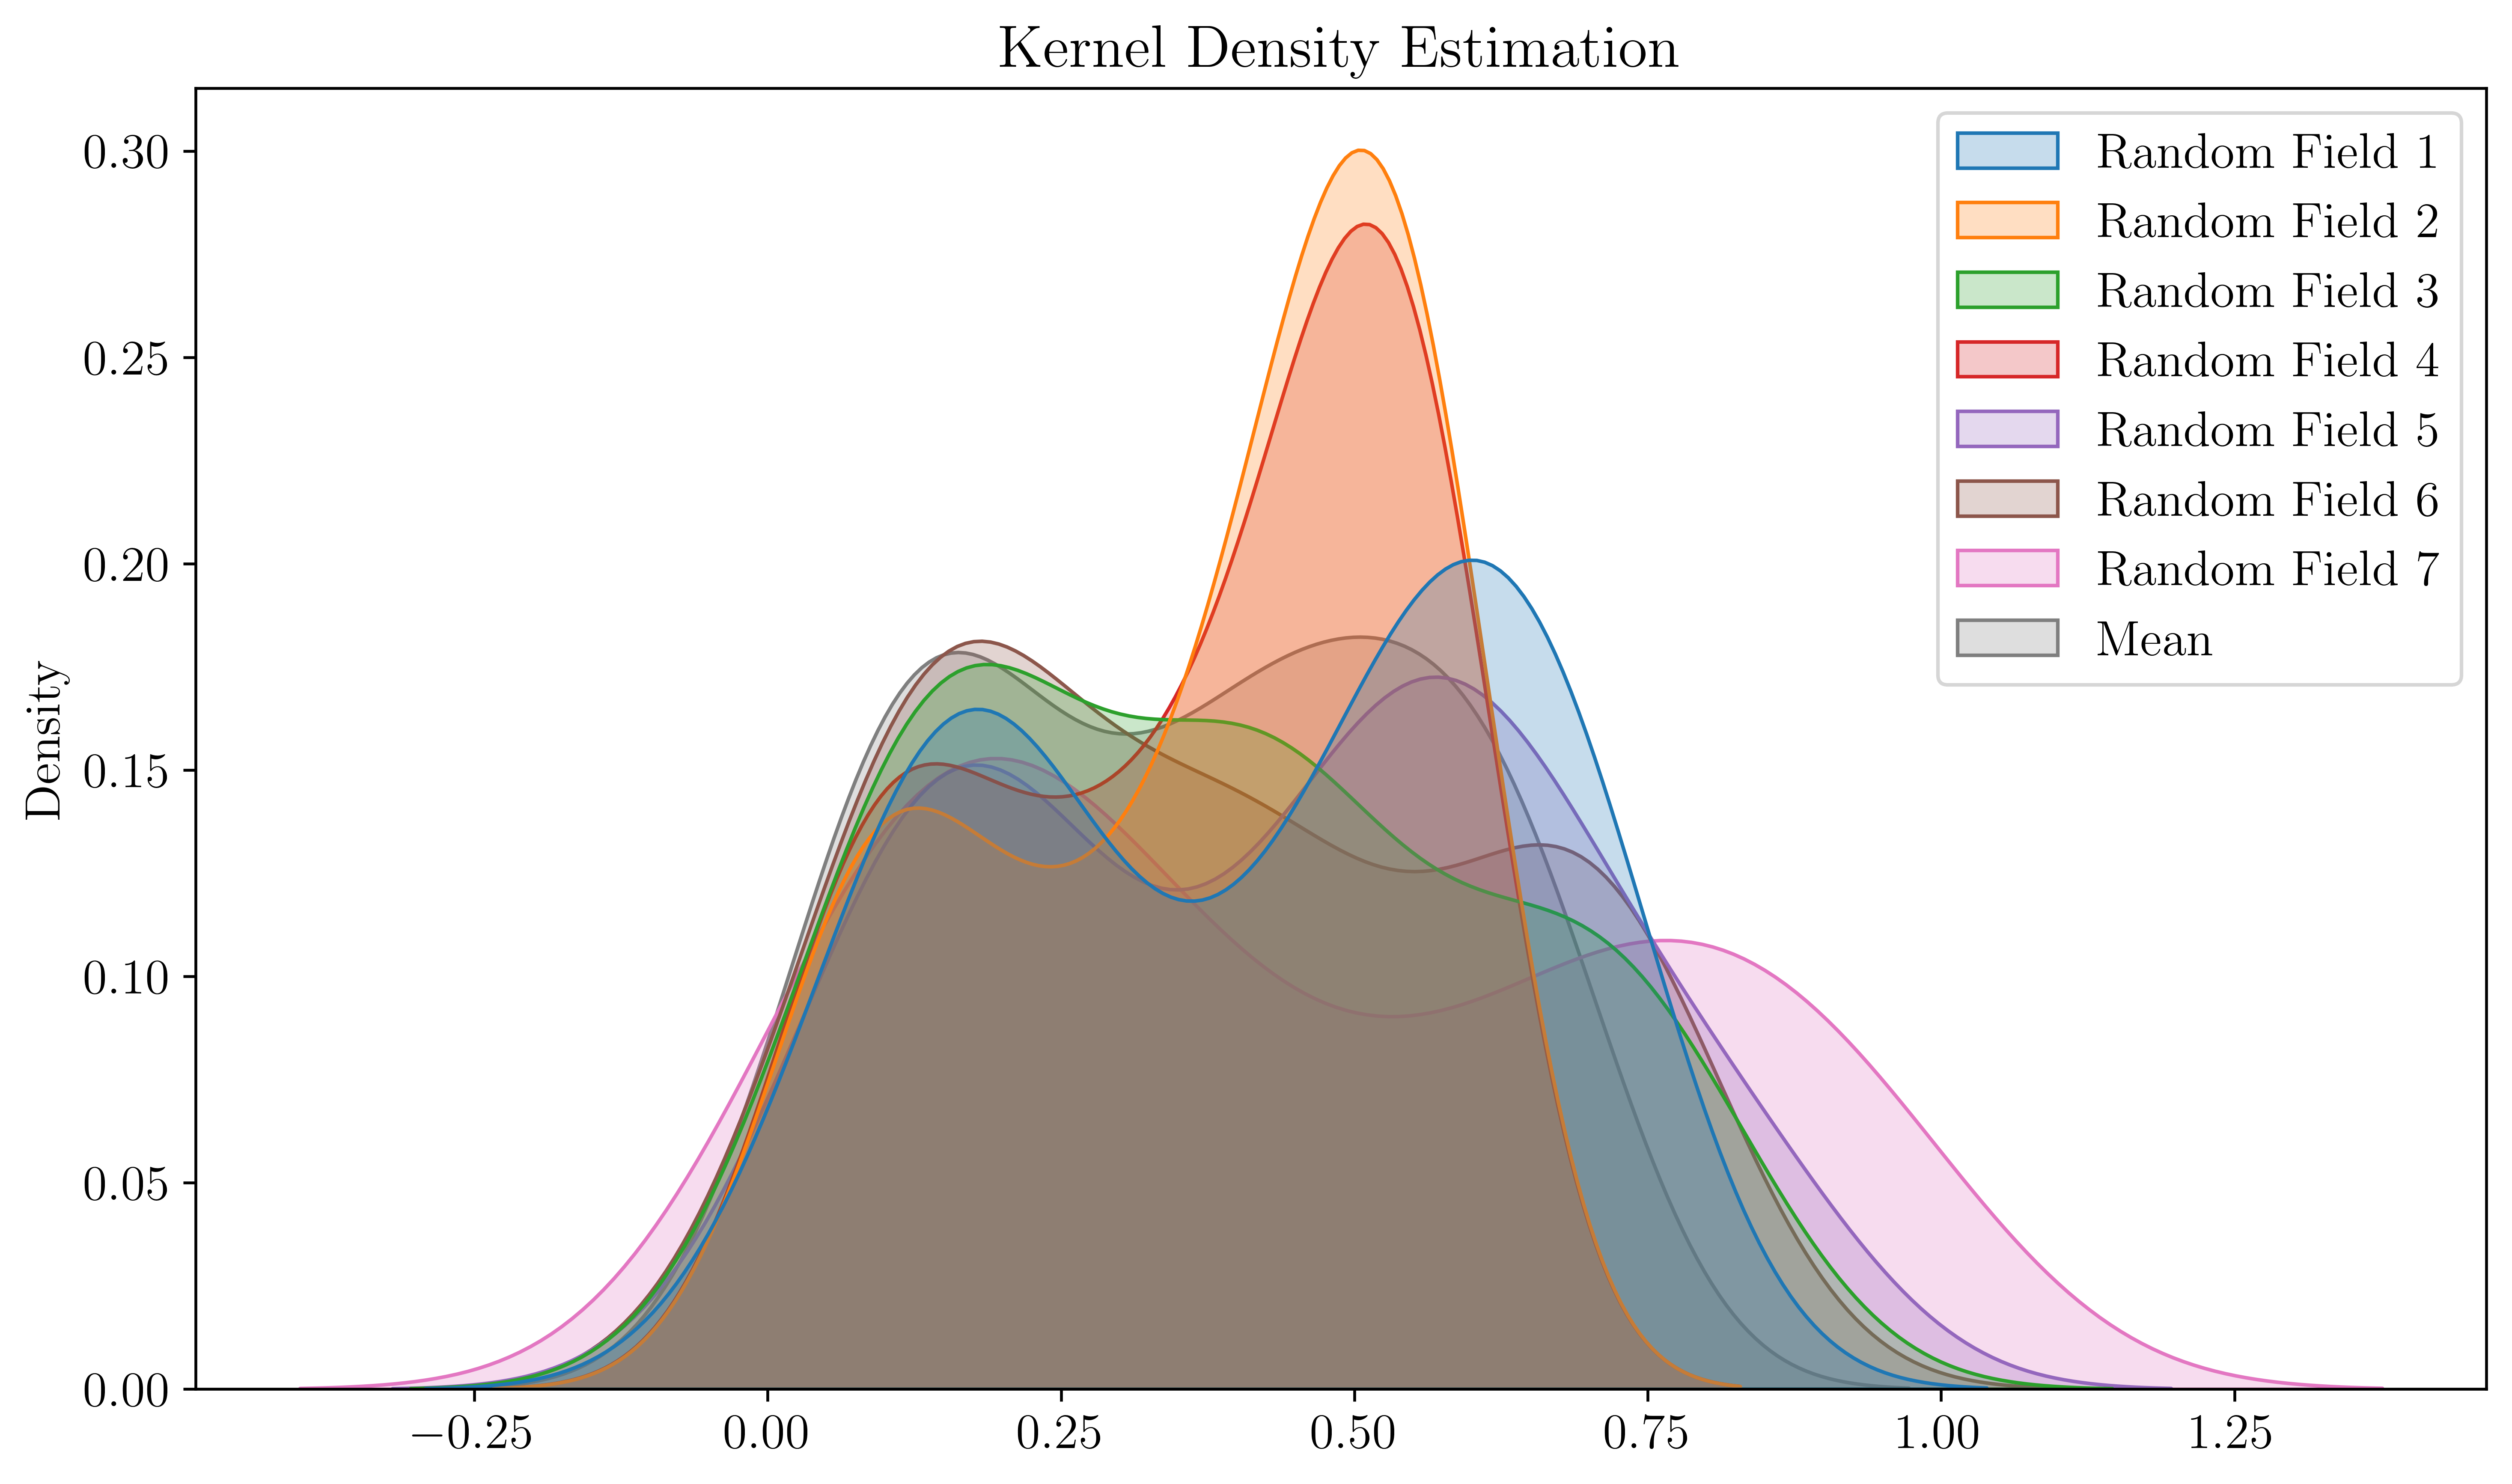 Kernel Density Estimation
Density
0.30
0.25
0.20
0.15
0.10
0.05
0.00
−0.25
0.00
0.25
0.50
0.75
1.00
1.25
Random Field 1
Random Field 2
Random Field 3
Random Field 4
Random Field 5
Random Field 6
Random Field 7
Mean